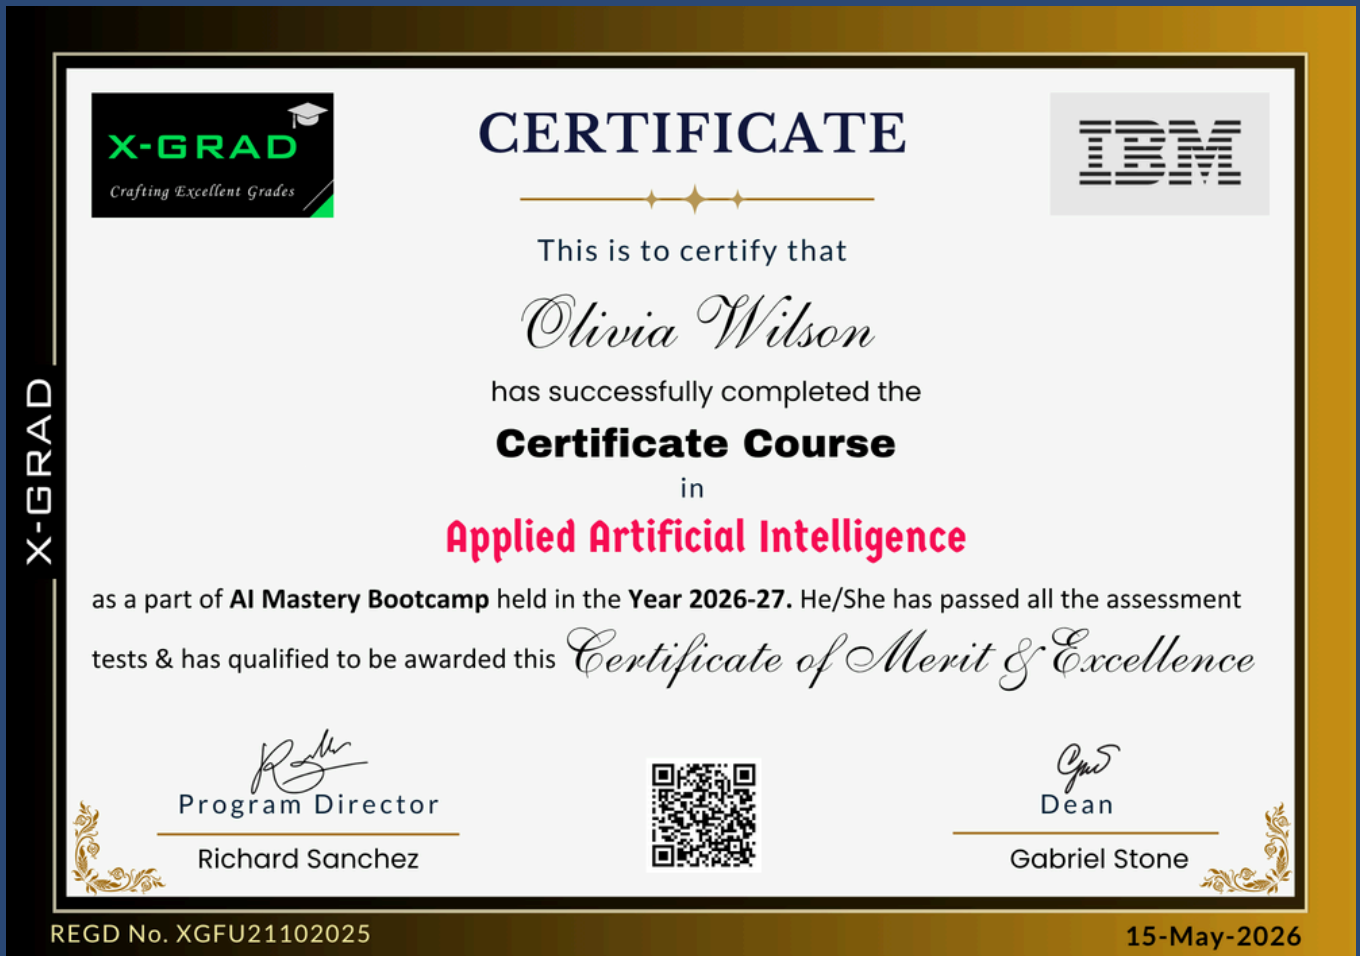 X-GRAD
Crafting Excellent Grades
CERTIFICATE
IBM
This is to certify that
Olivia Wilson
has successfully completed the
Certificate Course
in
Applied Artificial Intelligence
as a part of AI Mastery Bootcamp held in the Year 2026-27. He/She has passed all the assessment
tests & has qualified to be awarded this Certificate of Merit & Excellence
Program Director
Richard Sanchez
Dean
Gabriel Stone
X-GRAD
REGD No. XGFU21102025
15-May-2026